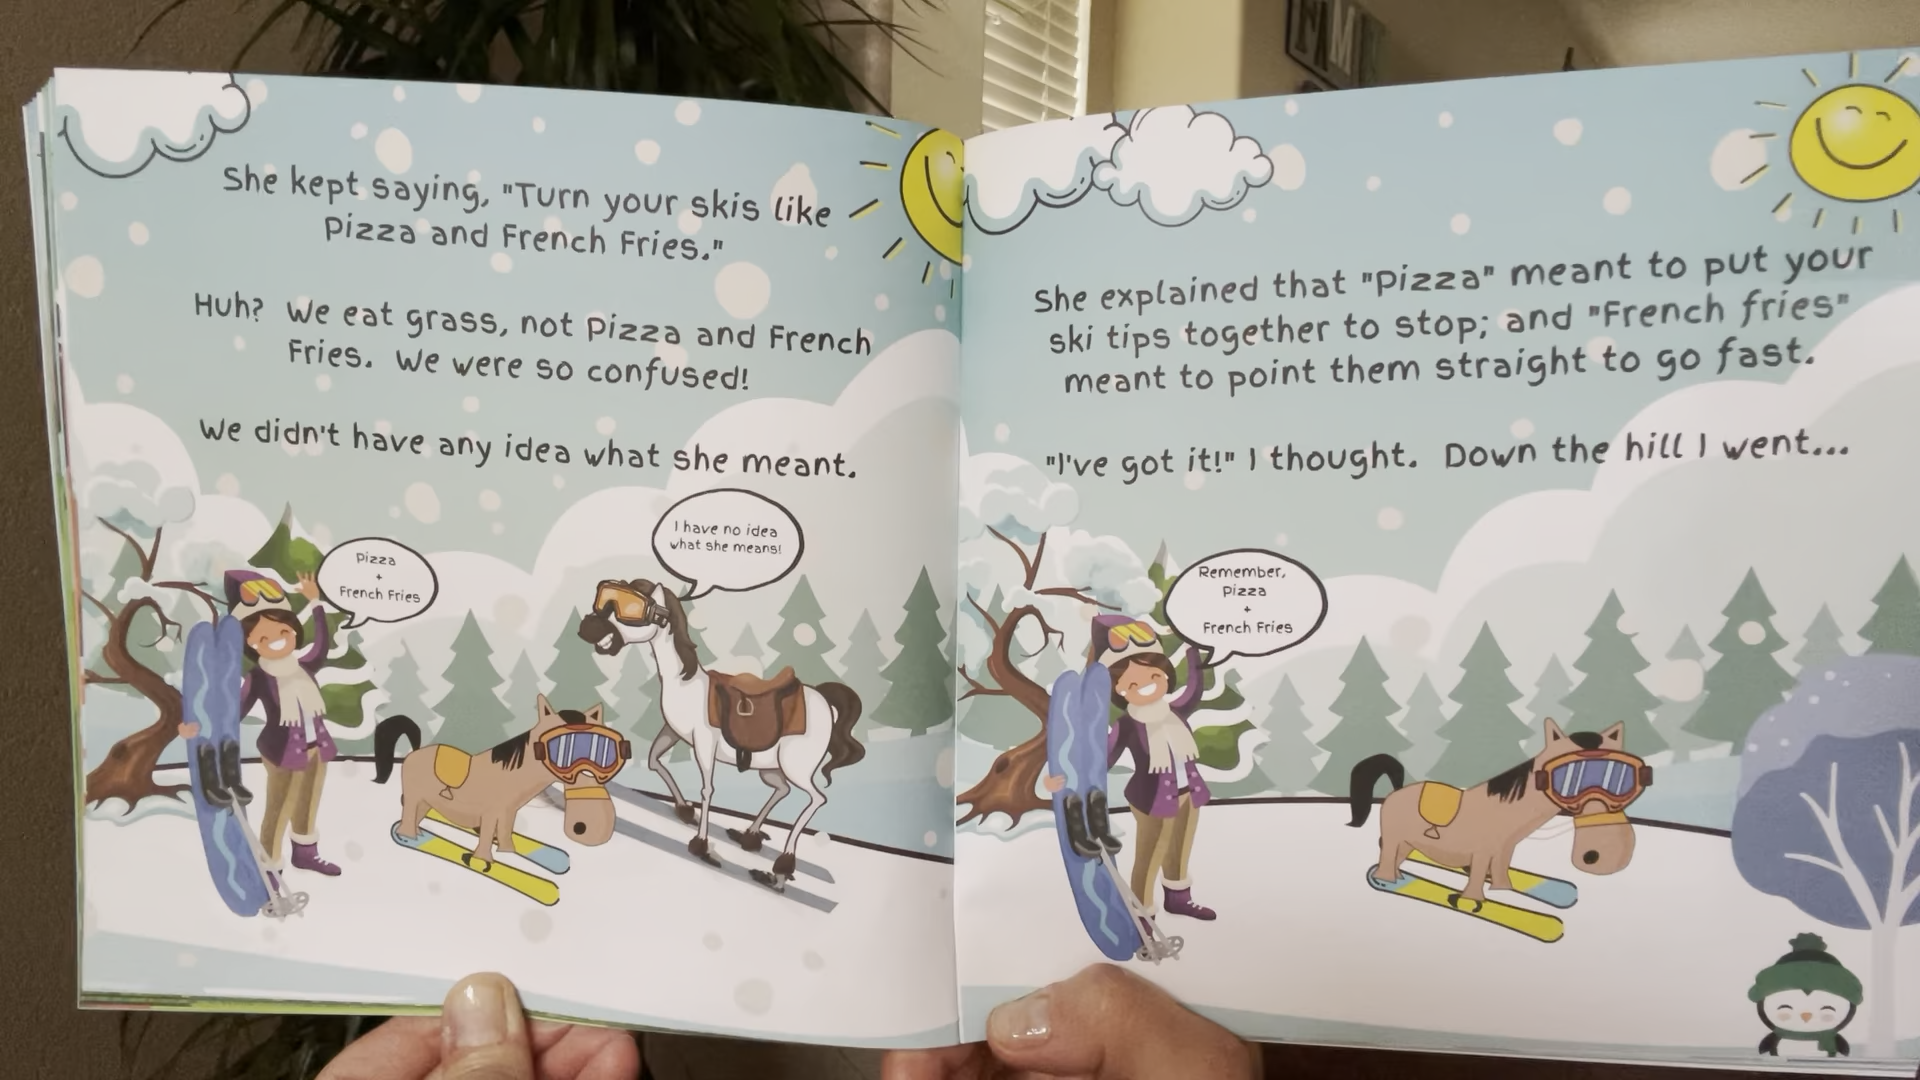 She kept saying, "Turn your skis like
Pizza and French Fries."
Huh? We eat grass, not Pizza and French
Fries. We were so confused!
We didn't have any idea what she meant.
Pizza
+
French Fries
I have no idea
what she means!
She explained that "Pizza" meant to put your
ski tips together to stop; and "French fries"
meant to point them straight to go fast.
"I've got it!" I thought. Down the hill I went...
Remember,
Pizza
+
French Fries